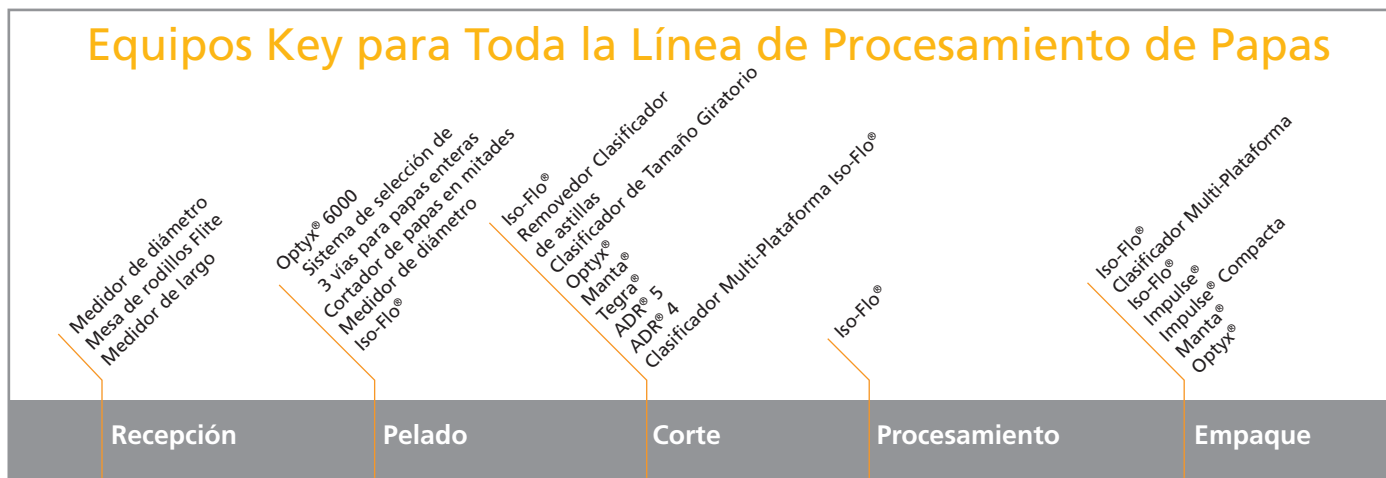 Equipos Key para Toda la Línea de Procesamiento de Papas
Medidor de diámetro
Mesa de rodillos Flite
Medidor de largo
Optyx® 6000
Sistema de selección de
3 vías para papas enteras
Cortador de papas en mitades
Medidor de diámetro
Iso-Flo®
Iso-Flo®
Removedor Clasificador
de astillas
Clasificador de Tamaño Giratorio
Optyx®
Manta®
Tegra®
ADR® 5
ADR® 4
Clasificador Multi-Plataforma Iso-Flo®
Iso-Flo®
Iso-Flo®
Clasificador Multi-Plataforma
Iso-Flo®
Impulse®
Impulse® Compacta
Manta®
Optyx®
Recepción
Pelado
Corte
Procesamiento
Empaque